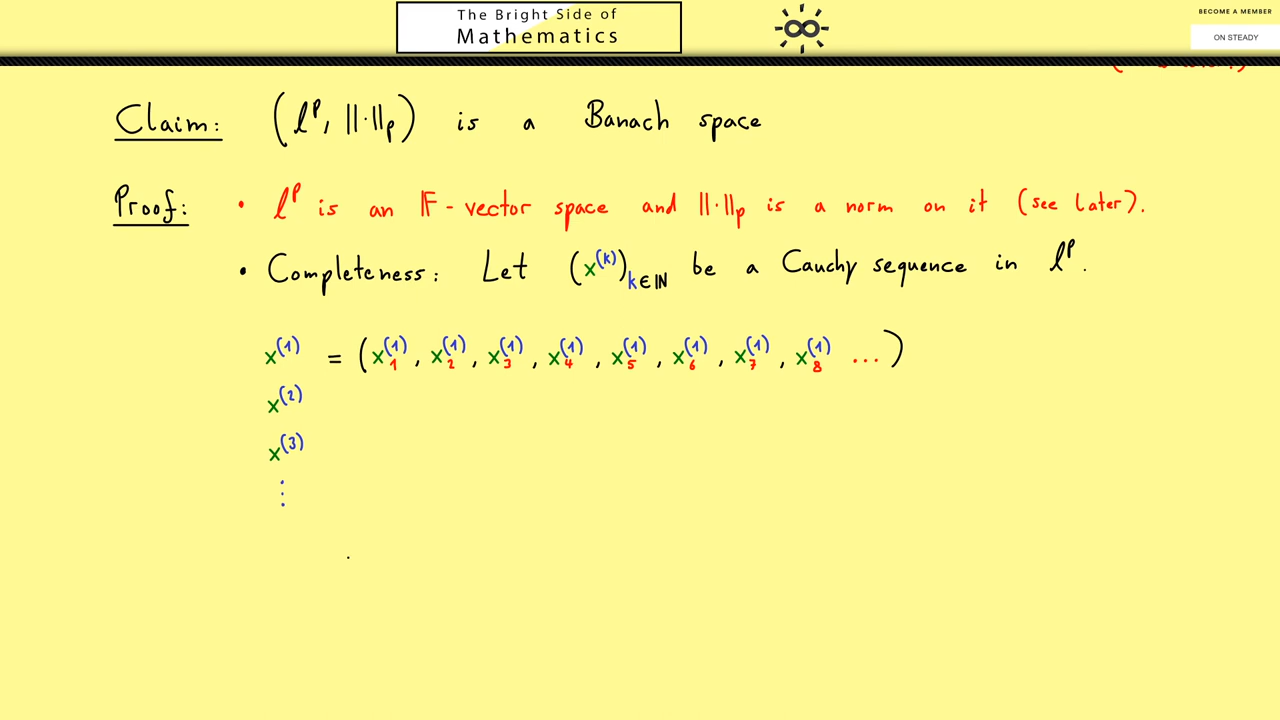 The Bright Side of
Mathematics
BECOME A MEMBER
ON STEADY
Claim: (ℓᵖ, ‖·‖ₚ) is a Banach space
Proof: • ℓᵖ is an 𝔽-vector space and ‖·‖ₚ is a norm on it (see later).
• Completeness: Let (x⁽ᵏ⁾)_{k∈ℕ} be a Cauchy sequence in ℓᵖ.
x⁽¹⁾ = (x₁⁽¹⁾, x₂⁽¹⁾, x₃⁽¹⁾, x₄⁽¹⁾, x₅⁽¹⁾, x₆⁽¹⁾, x₇⁽¹⁾, x₈⁽¹⁾ ...)
x⁽²⁾
x⁽³⁾
⋮